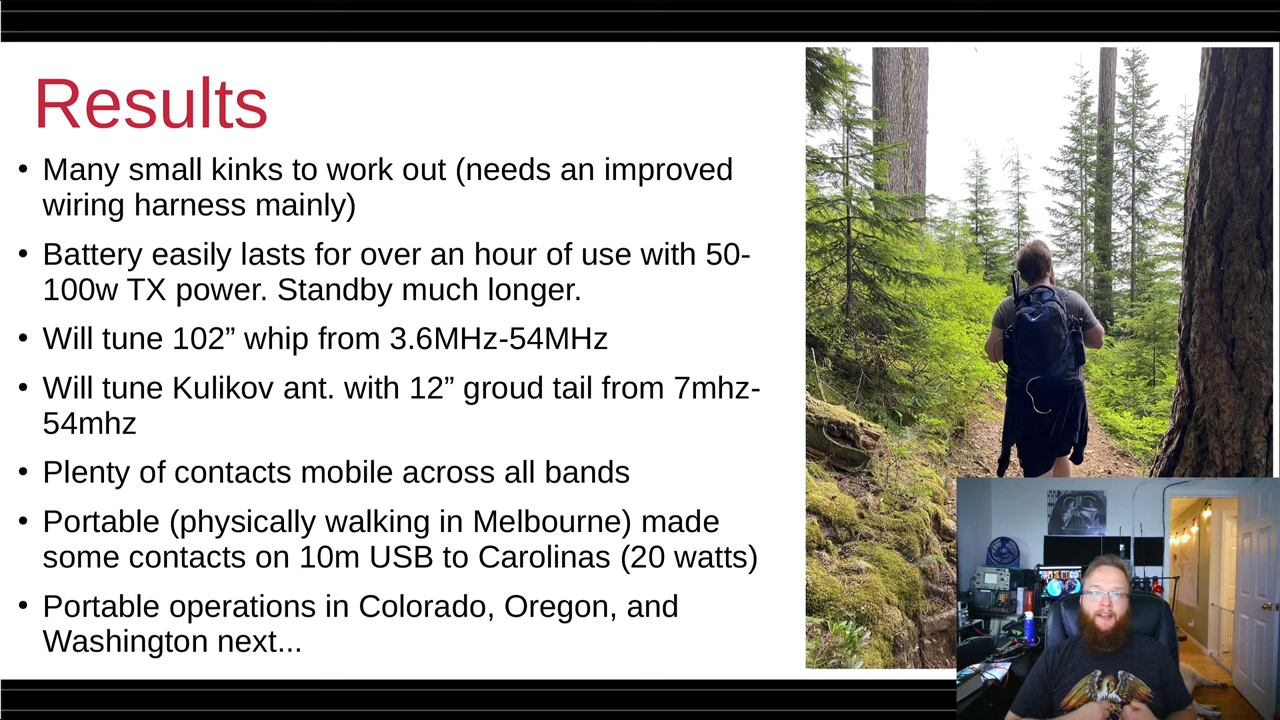 Results
• Many small kinks to work out (needs an improved
wiring harness mainly)
• Battery easily lasts for over an hour of use with 50-
100w TX power. Standby much longer.
• Will tune 102” whip from 3.6MHz-54MHz
• Will tune Kulikov ant. with 12” groud tail from 7mhz-
54mhz
• Plenty of contacts mobile across all bands
• Portable (physically walking in Melbourne) made
some contacts on 10m USB to Carolinas (20 watts)
• Portable operations in Colorado, Oregon, and
Washington next...